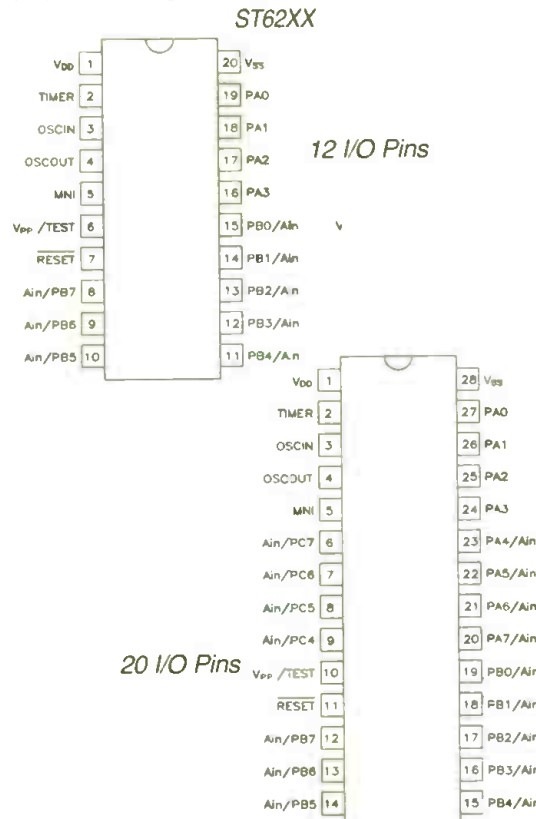 ST62XX
VDD 1 20 VSS
TIMER 2 19 PA0
OSCIN 3 18 PA1
12 I/O Pins
OSCOUT 4 17 PA2
MNI 5 16 PA3
VPP /TEST 6 15 PB0/Ain
RESET 7 14 PB1/Ain
Ain/PB7 8 13 PB2/Ain
Ain/PB6 9 12 PB3/Ain
Ain/PB5 10 11 PB4/Ain
VDD 1 28 VSS
TIMER 2 27 PA0
OSCIN 3 26 PA1
OSCOUT 4 25 PA2
MNI 5 24 PA3
Ain/PC7 6 23 PA4/Ain
Ain/PC6 7 22 PA5/Ain
Ain/PC5 8 21 PA6/Ain
Ain/PC4 9 20 PA7/Ain
20 I/O Pins
VPP /TEST 10 19 PB0/Ain
RESET 11 18 PB1/Ain
Ain/PB7 12 17 PB2/Ain
Ain/PB6 13 16 PB3/Ain
Ain/PB5 14 15 PB4/Ain